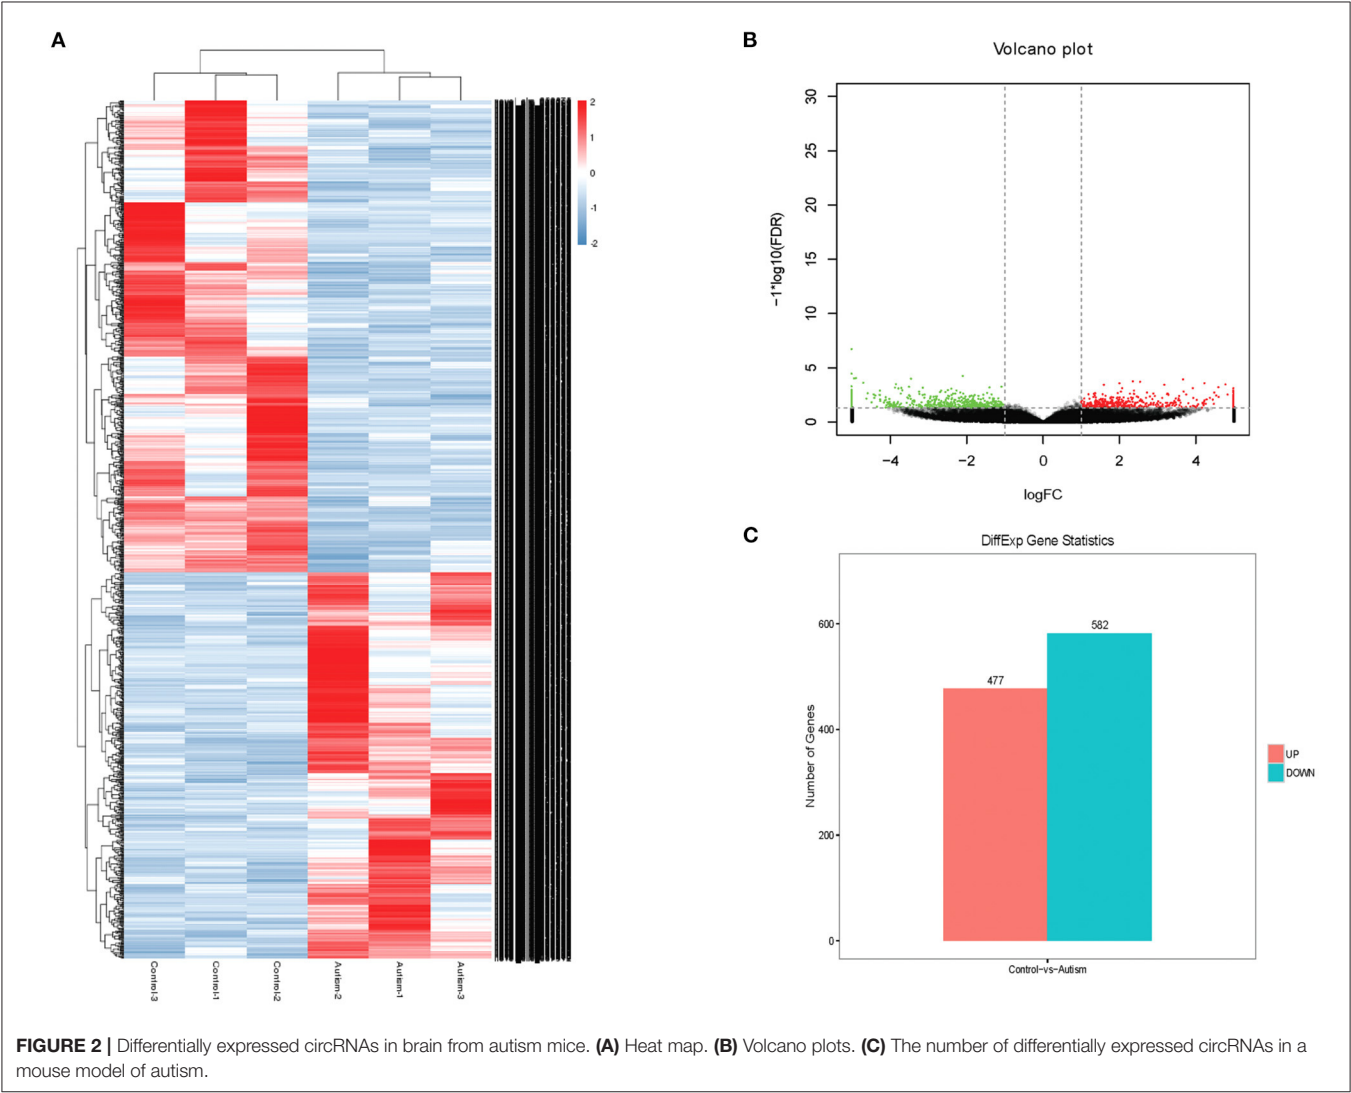 A
2
1
0
-1
-2
Control-3
Control-1
Control-2
Autism-2
Autism-1
Autism-3
B
Volcano plot
30
25
20
15
10
5
0
−1*log10(FDR)
−4 −2 0 2 4
logFC
C
DiffExp Gene Statistics
600
400
200
0
Number of Genes
477
582
Control-vs-Autism
UP
DOWN
FIGURE 2 | Differentially expressed circRNAs in brain from autism mice. (A) Heat map. (B) Volcano plots. (C) The number of differentially expressed circRNAs in a
mouse model of autism.